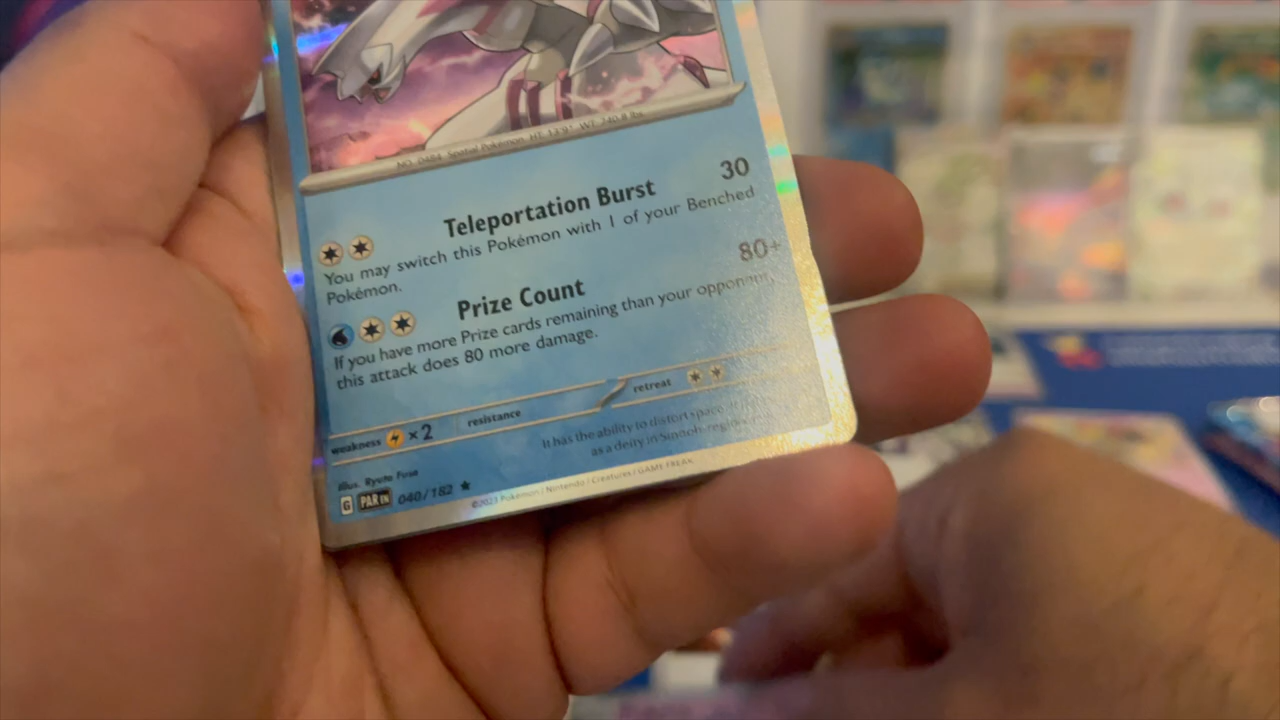 NO. 0484 Spatial Pokémon HT: 13'9" WT: 740.8 lbs.
Teleportation Burst 30
You may switch this Pokémon with 1 of your Benched
Pokémon.
Prize Count 80+
If you have more Prize cards remaining than your opponent,
this attack does 80 more damage.
weakness ×2 resistance retreat
It has the ability to distort space.
as a deity in Sinnoh-region
Illus. Ryuta Fuse
G PAR EN 040/182 ★ ©2023 Pokémon / Nintendo / Creatures / GAME FREAK